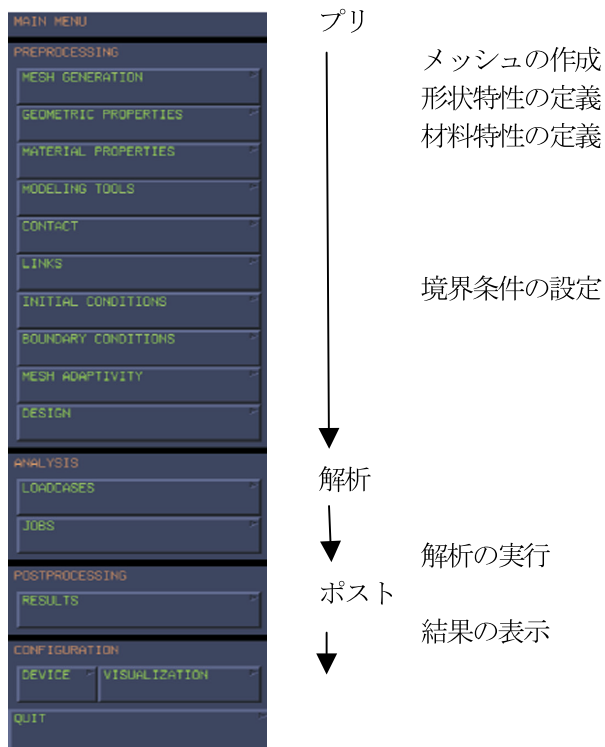 MAIN MENU
PREPROCESSING
MESH GENERATION
GEOMETRIC PROPERTIES
MATERIAL PROPERTIES
MODELING TOOLS
CONTACT
LINKS
INITIAL CONDITIONS
BOUNDARY CONDITIONS
MESH ADAPTIVITY
DESIGN
ANALYSIS
LOADCASES
JOBS
POSTPROCESSING
RESULTS
CONFIGURATION
DEVICE VISUALIZATION
QUIT
プリ
メッシュの作成
形状特性の定義
材料特性の定義
境界条件の設定
解析
解析の実行
ポスト
結果の表示